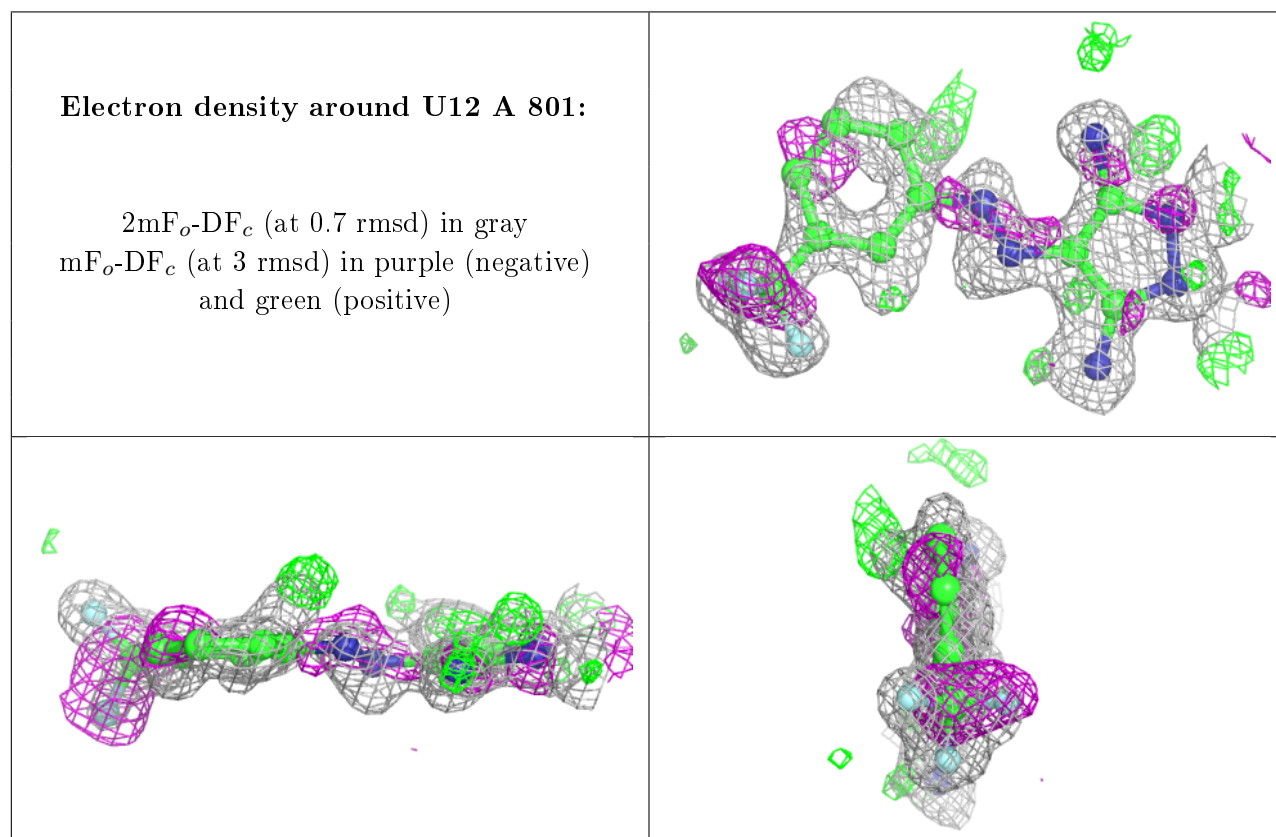 Electron density around U12 A 801:
2mFo-DFc (at 0.7 rmsd) in gray
mFo-DFc (at 3 rmsd) in purple (negative)
and green (positive)